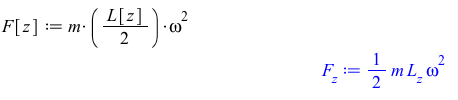 F[z] := m·(L[z]/2)·ω²
F_z := 1/2 m L_z ω²